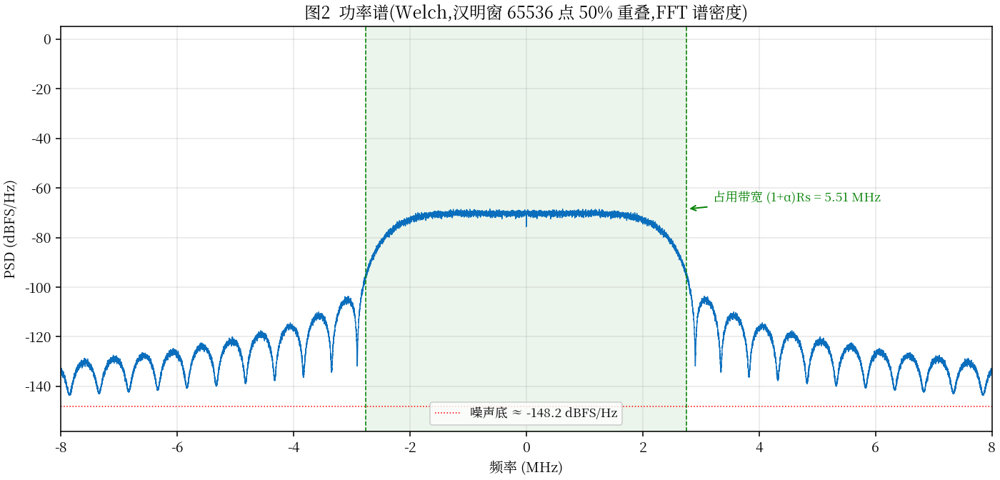 图2 功率谱(Welch,汉明窗 65536 点 50% 重叠,FFT 谱密度)
PSD (dBFS/Hz)
0
-20
-40
-60
-80
-100
-120
-140
占用带宽 (1+α)Rs = 5.51 MHz
噪声底 ≈ -148.2 dBFS/Hz
-8 -6 -4 -2 0 2 4 6 8
频率 (MHz)